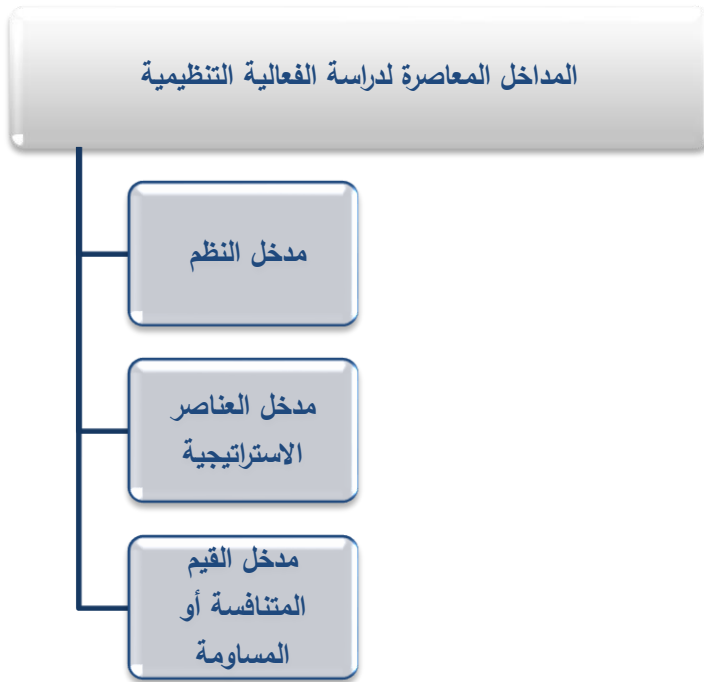 المداخل المعاصرة لدراسة الفعالية التنظيمية
مدخل النظم
مدخل العناصر
الاستراتيجية
مدخل القيم
المتنافسة أو
المساومة